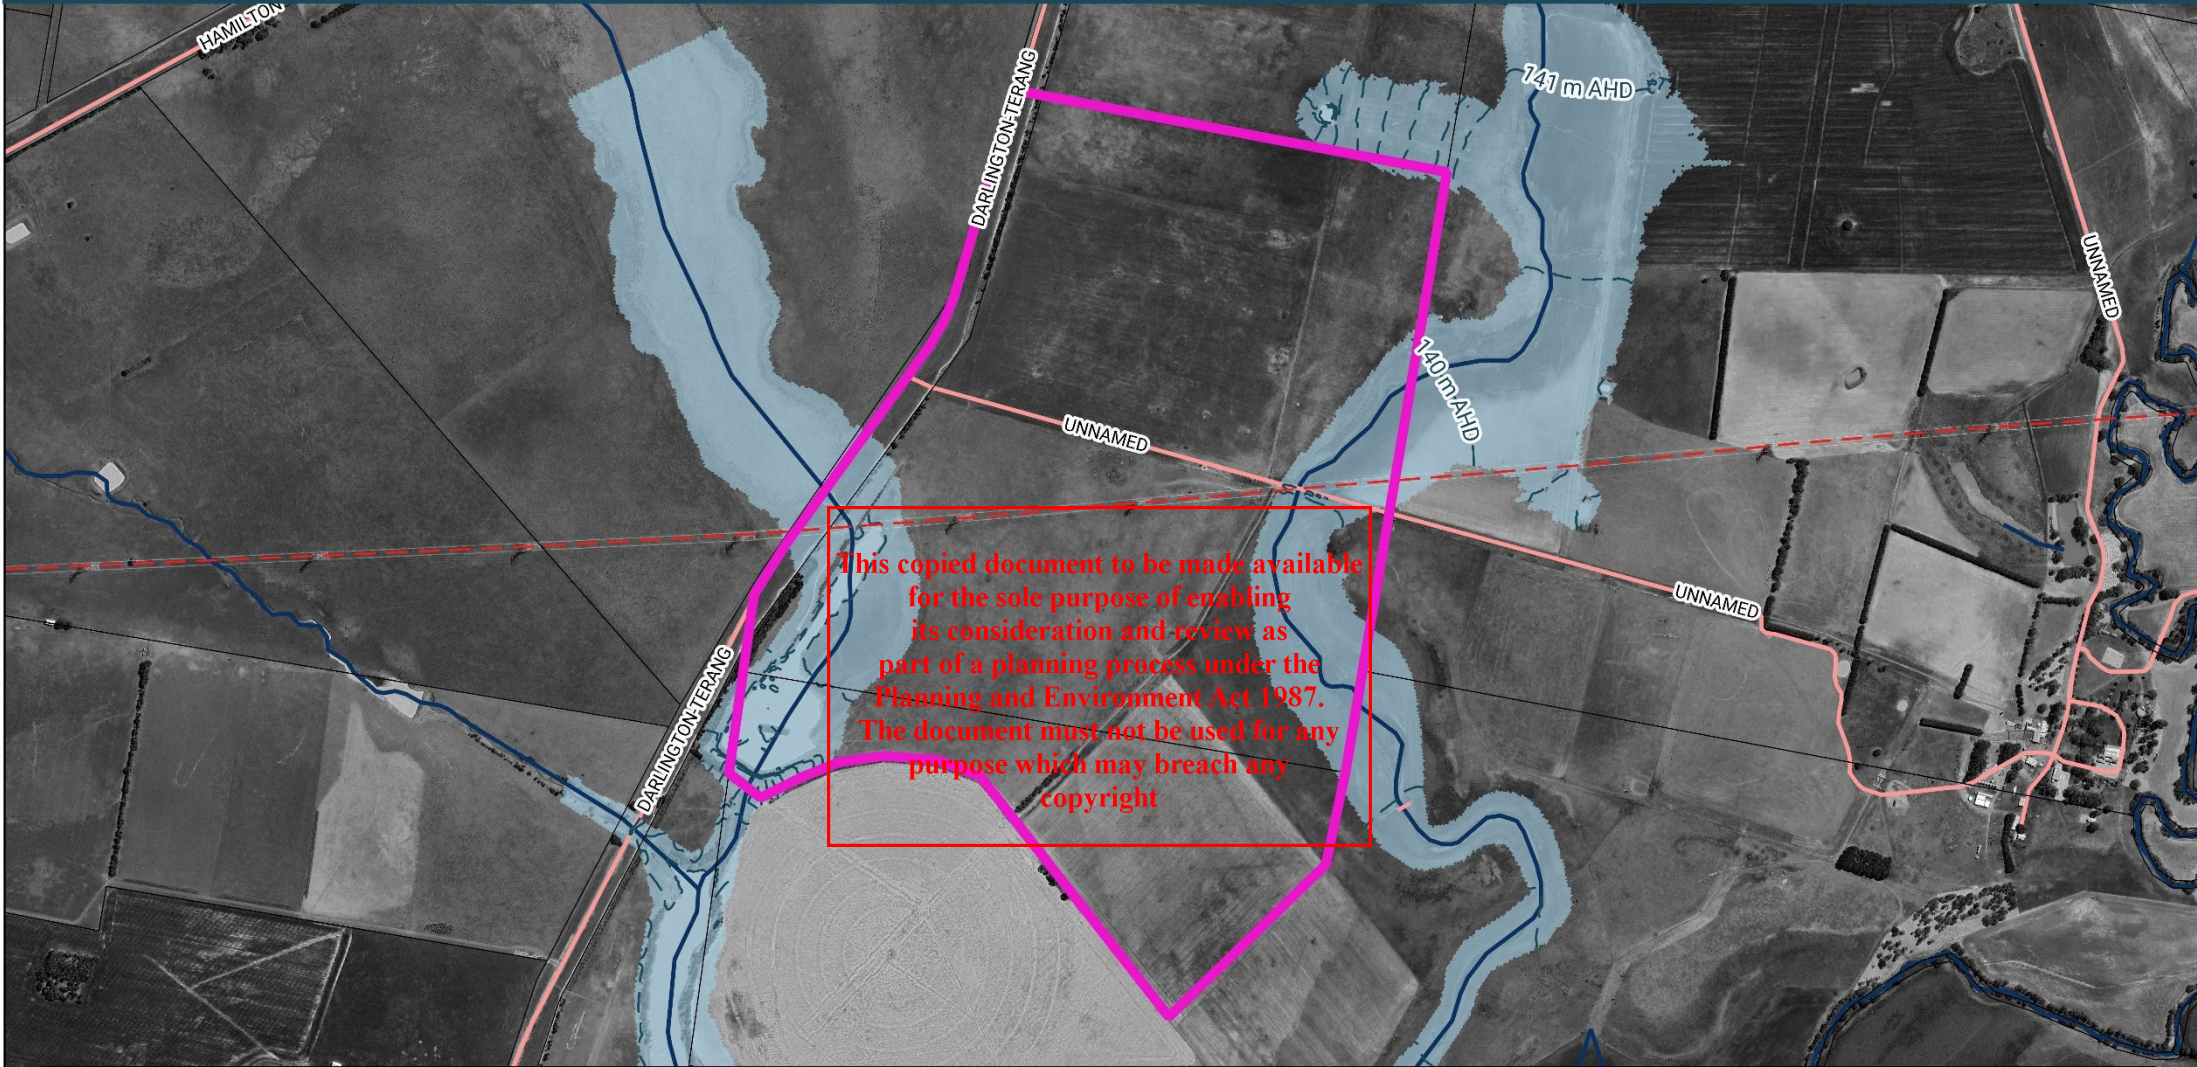 HAMILTON
DARLINGTON-TERANG
141 m AHD
UNNAMED
140 m AHD
UNNAMED
UNNAMED
DARLINGTON-TERANG
This copied document to be made available
for the sole purpose of enabling
its consideration and review as
part of a planning process under the
Planning and Environment Act 1987.
The document must not be used for any
purpose which may breach any
copyright